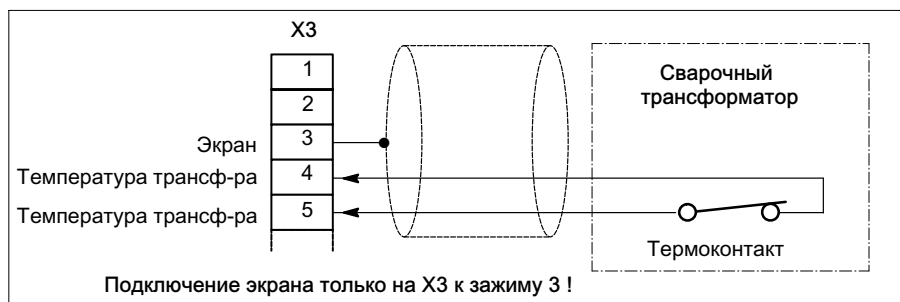 X3
1
2
3
4
5
Экран
Температура трансф-ра
Температура трансф-ра
Сварочный
трансформатор
Термоконтакт
Подключение экрана только на X3 к зажиму 3 !